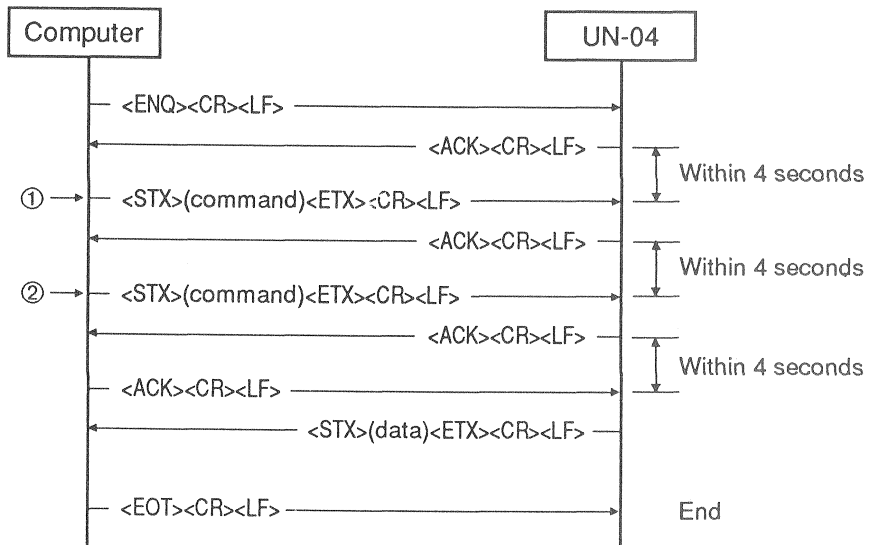 Computer
UN-04
<ENQ><CR><LF>
<ACK><CR><LF>
Within 4 seconds
① <STX>(command)<ETX><CR><LF>
<ACK><CR><LF>
Within 4 seconds
② <STX>(command)<ETX><CR><LF>
<ACK><CR><LF>
Within 4 seconds
<ACK><CR><LF>
<STX>(data)<ETX><CR><LF>
<EOT><CR><LF>
End